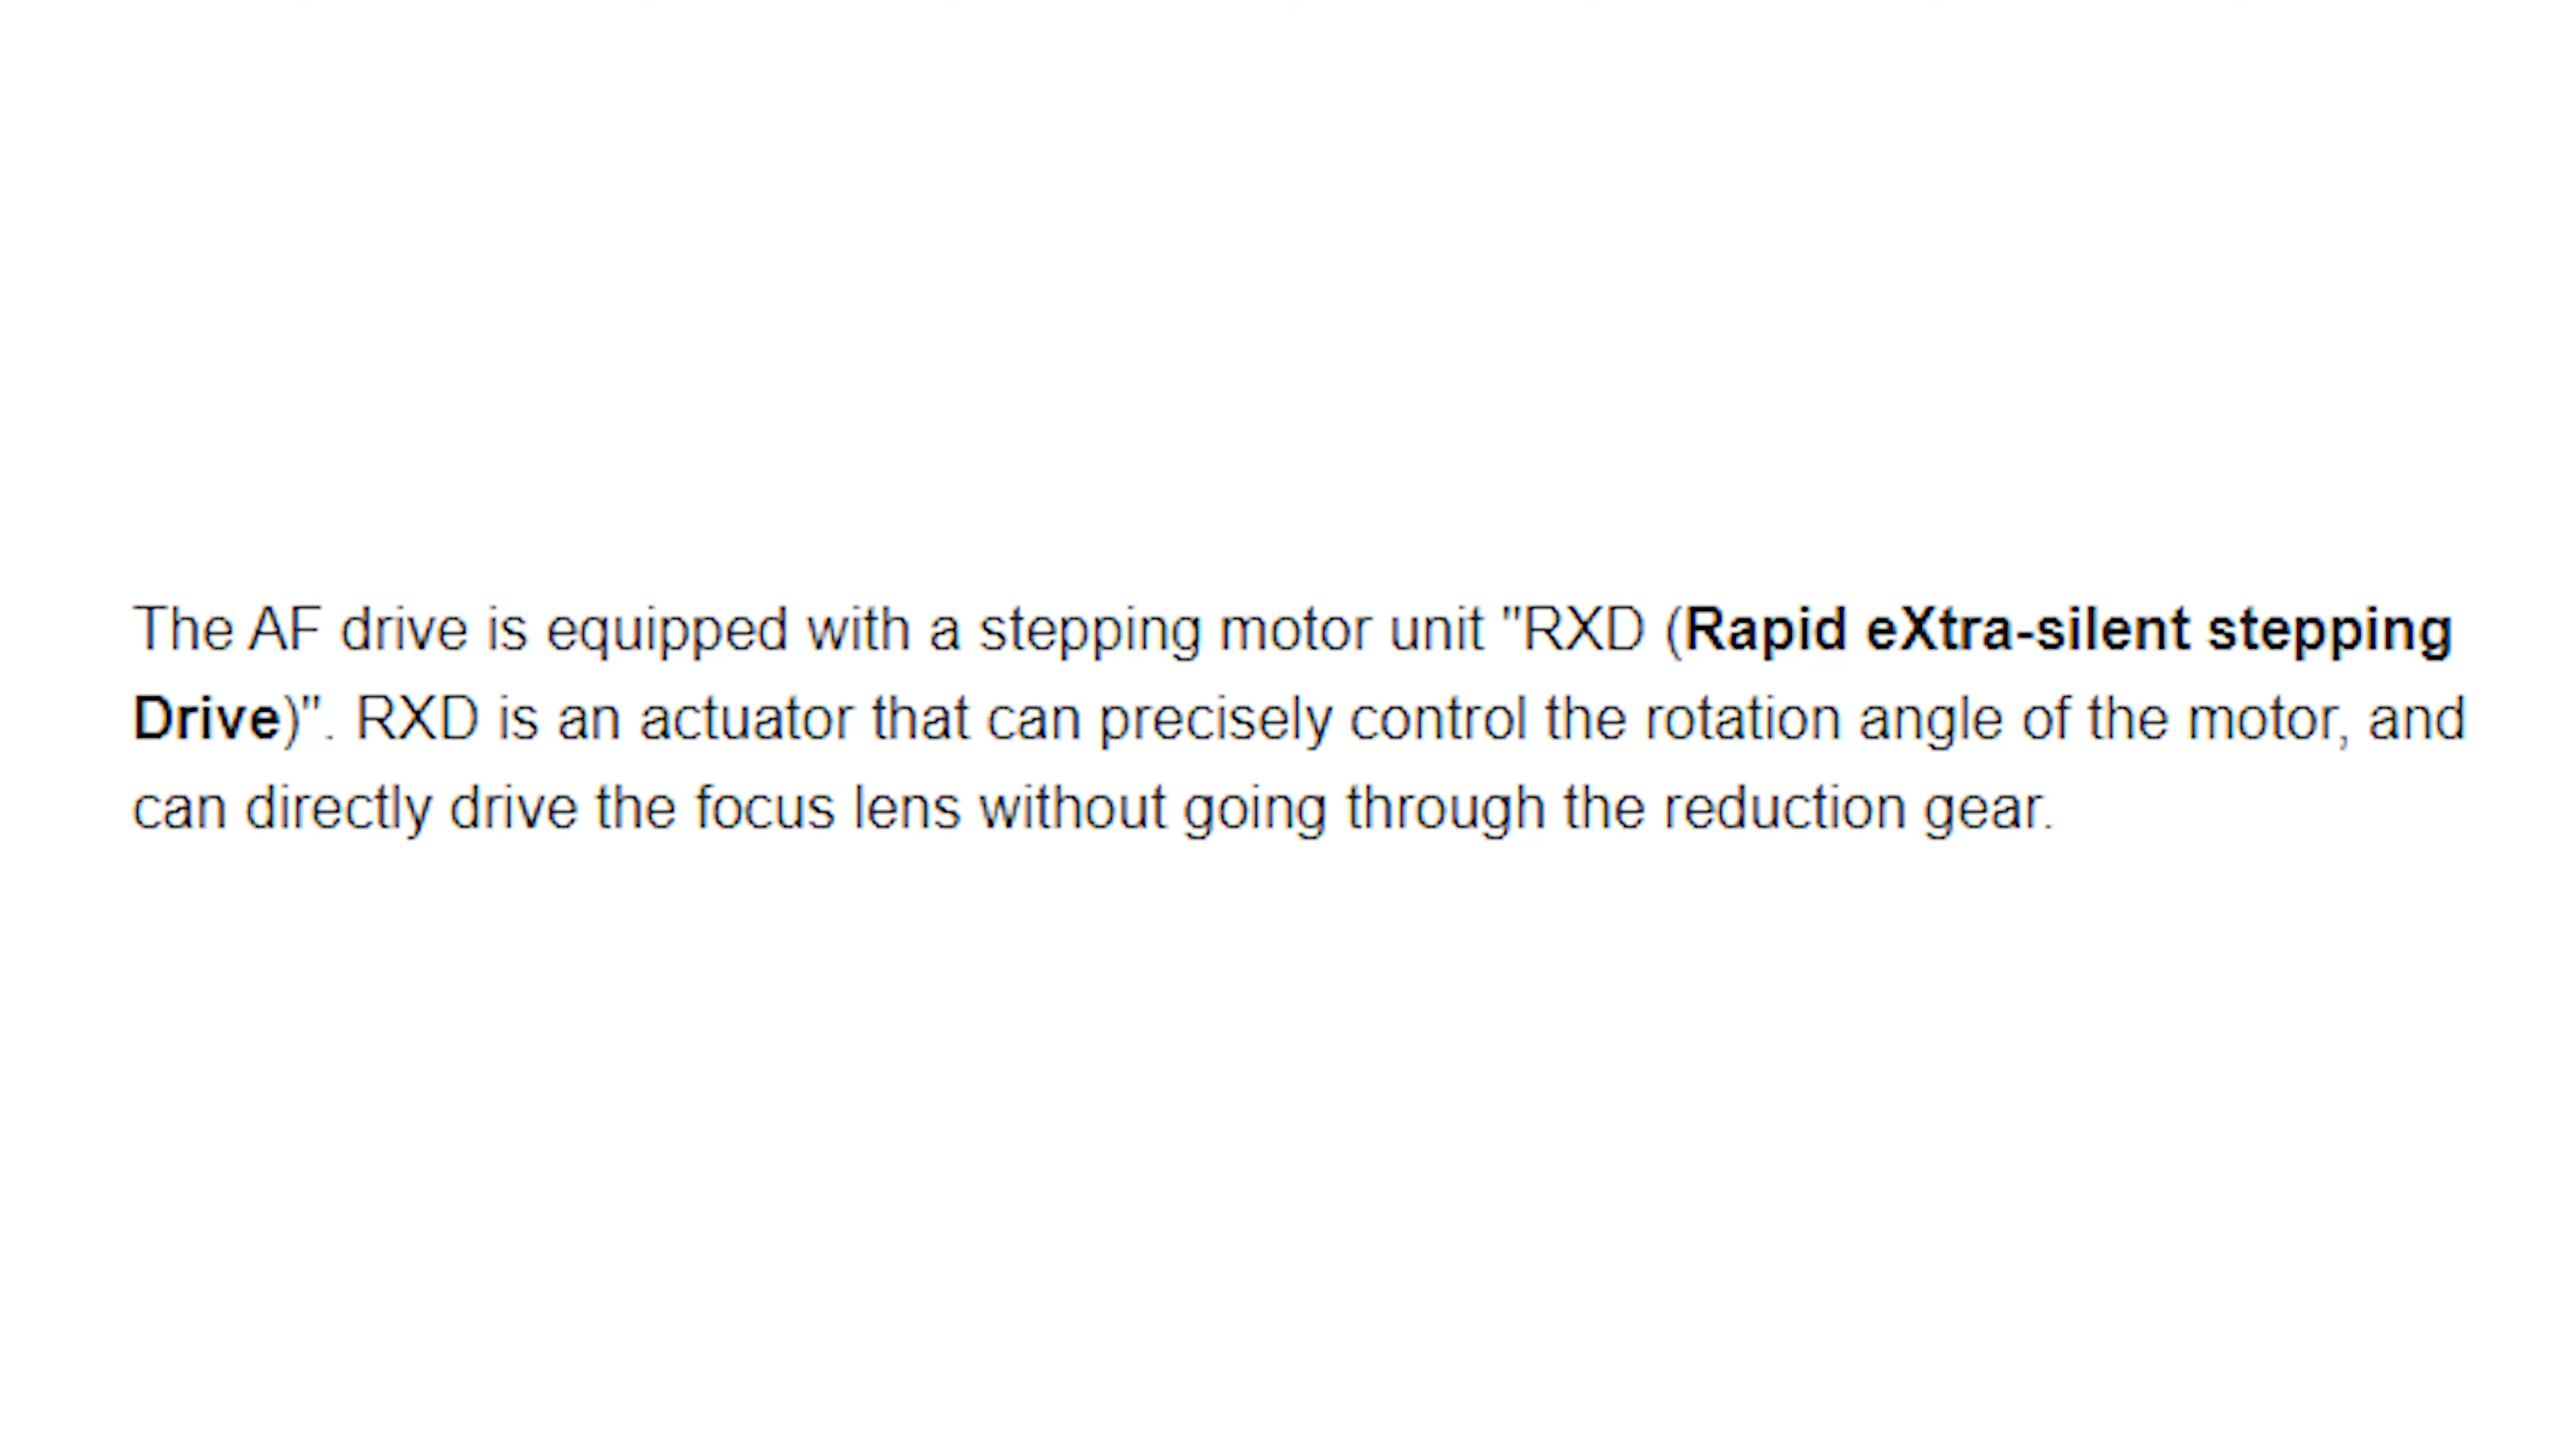 The AF drive is equipped with a stepping motor unit "RXD (Rapid eXtra-silent stepping
Drive)". RXD is an actuator that can precisely control the rotation angle of the motor, and
can directly drive the focus lens without going through the reduction gear.